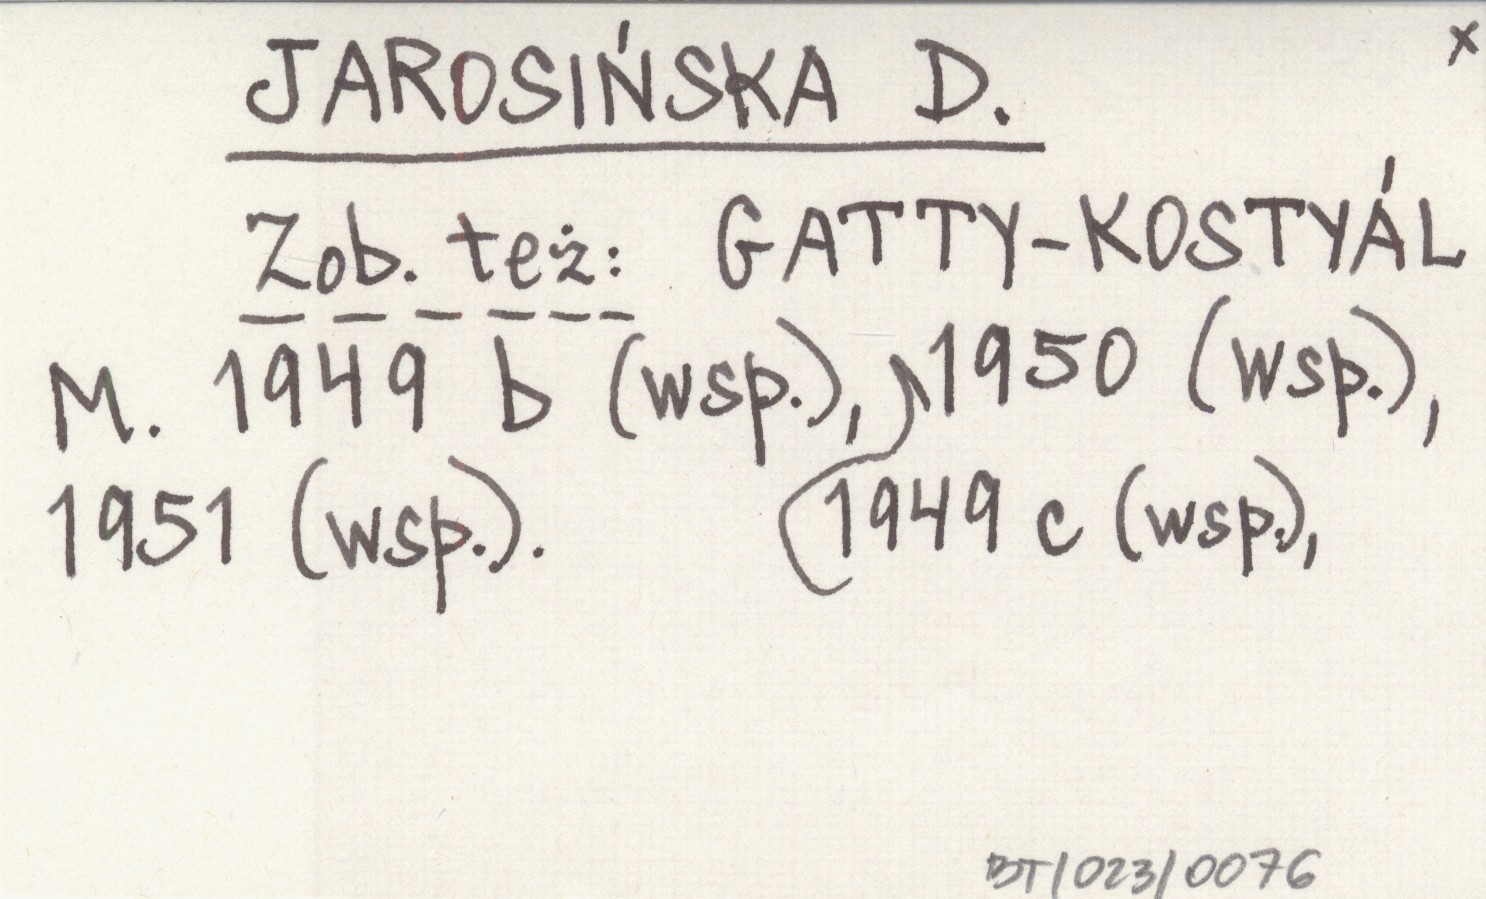 x
JAROSIŃSKA D.
Zob. też: GATTY-KOSTYÁL
M. 1949 b (wsp.), 1950 (wsp.),
1951 (wsp.). 1949 c (wsp.),
BT/023/0076